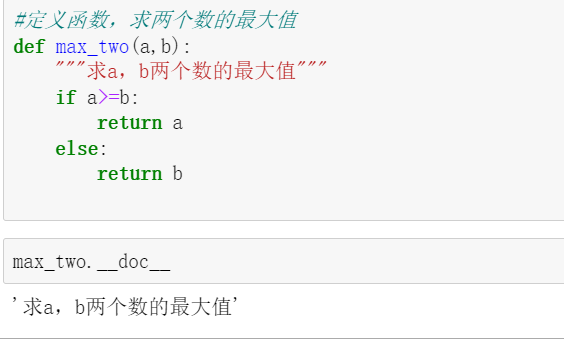 #定义函数，求两个数的最大值
def max_two(a,b):
    """求a，b两个数的最大值"""
    if a>=b:
        return a
    else:
        return b
max_two.__doc__
'求a，b两个数的最大值'